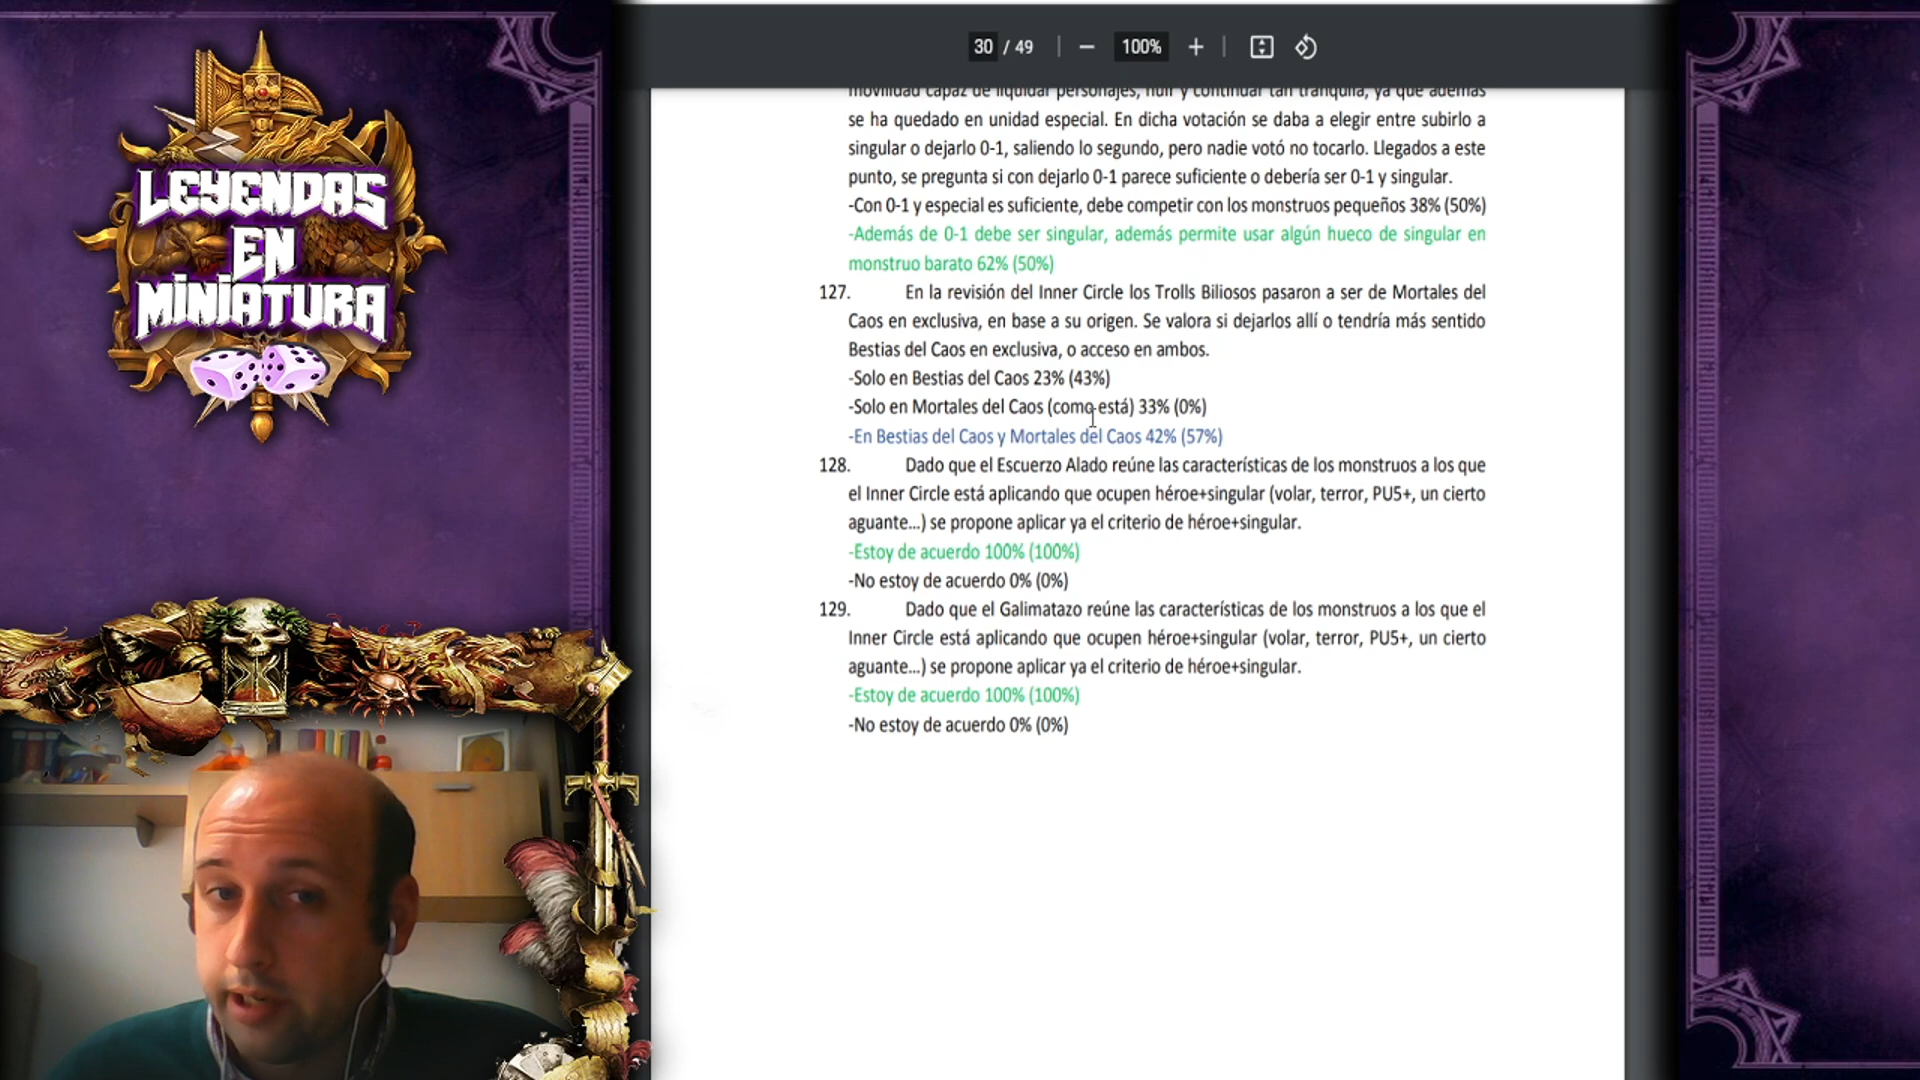 LEYENDAS
EN
MINIATURA
30 / 49
100%
movilidad capaz de liquidar personajes, huir y continuar tan tranquila, ya que además
se ha quedado en unidad especial. En dicha votación se daba a elegir entre subirlo a
singular o dejarlo 0-1, saliendo lo segundo, pero nadie votó no tocarlo. Llegados a este
punto, se pregunta si con dejarlo 0-1 parece suficiente o debería ser 0-1 y singular.
-Con 0-1 y especial es suficiente, debe competir con los monstruos pequeños 38% (50%)
-Además de 0-1 debe ser singular, además permite usar algún hueco de singular en
monstruo barato 62% (50%)
127. En la revisión del Inner Circle los Trolls Biliosos pasaron a ser de Mortales del
Caos en exclusiva, en base a su origen. Se valora si dejarlos allí o tendría más sentido
Bestias del Caos en exclusiva, o acceso en ambos.
-Solo en Bestias del Caos 23% (43%)
-Solo en Mortales del Caos (como está) 33% (0%)
-En Bestias del Caos y Mortales del Caos 42% (57%)
128. Dado que el Escuerzo Alado reúne las características de los monstruos a los que
el Inner Circle está aplicando que ocupen héroe+singular (volar, terror, PU5+, un cierto
aguante...) se propone aplicar ya el criterio de héroe+singular.
-Estoy de acuerdo 100% (100%)
-No estoy de acuerdo 0% (0%)
129. Dado que el Galimatazo reúne las características de los monstruos a los que el
Inner Circle está aplicando que ocupen héroe+singular (volar, terror, PU5+, un cierto
aguante...) se propone aplicar ya el criterio de héroe+singular.
-Estoy de acuerdo 100% (100%)
-No estoy de acuerdo 0% (0%)